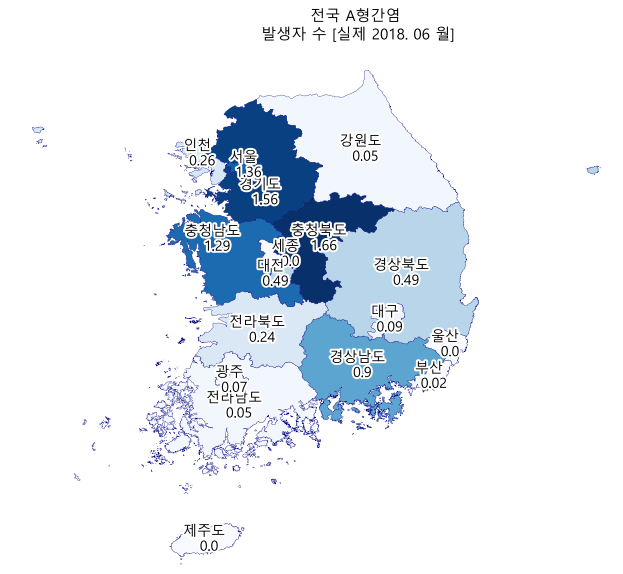 전국 A형간염
발생자 수 [실제 2018. 06 월]
강원도
0.05
인천
0.26
서울
1.36
경기도
1.56
충청남도
1.29
충청북도
1.66
세종
0.0
대전
0.49
경상북도
0.49
대구
0.09
전라북도
0.24
울산
0.0
경상남도
0.9
부산
0.02
광주
0.07
전라남도
0.05
제주도
0.0